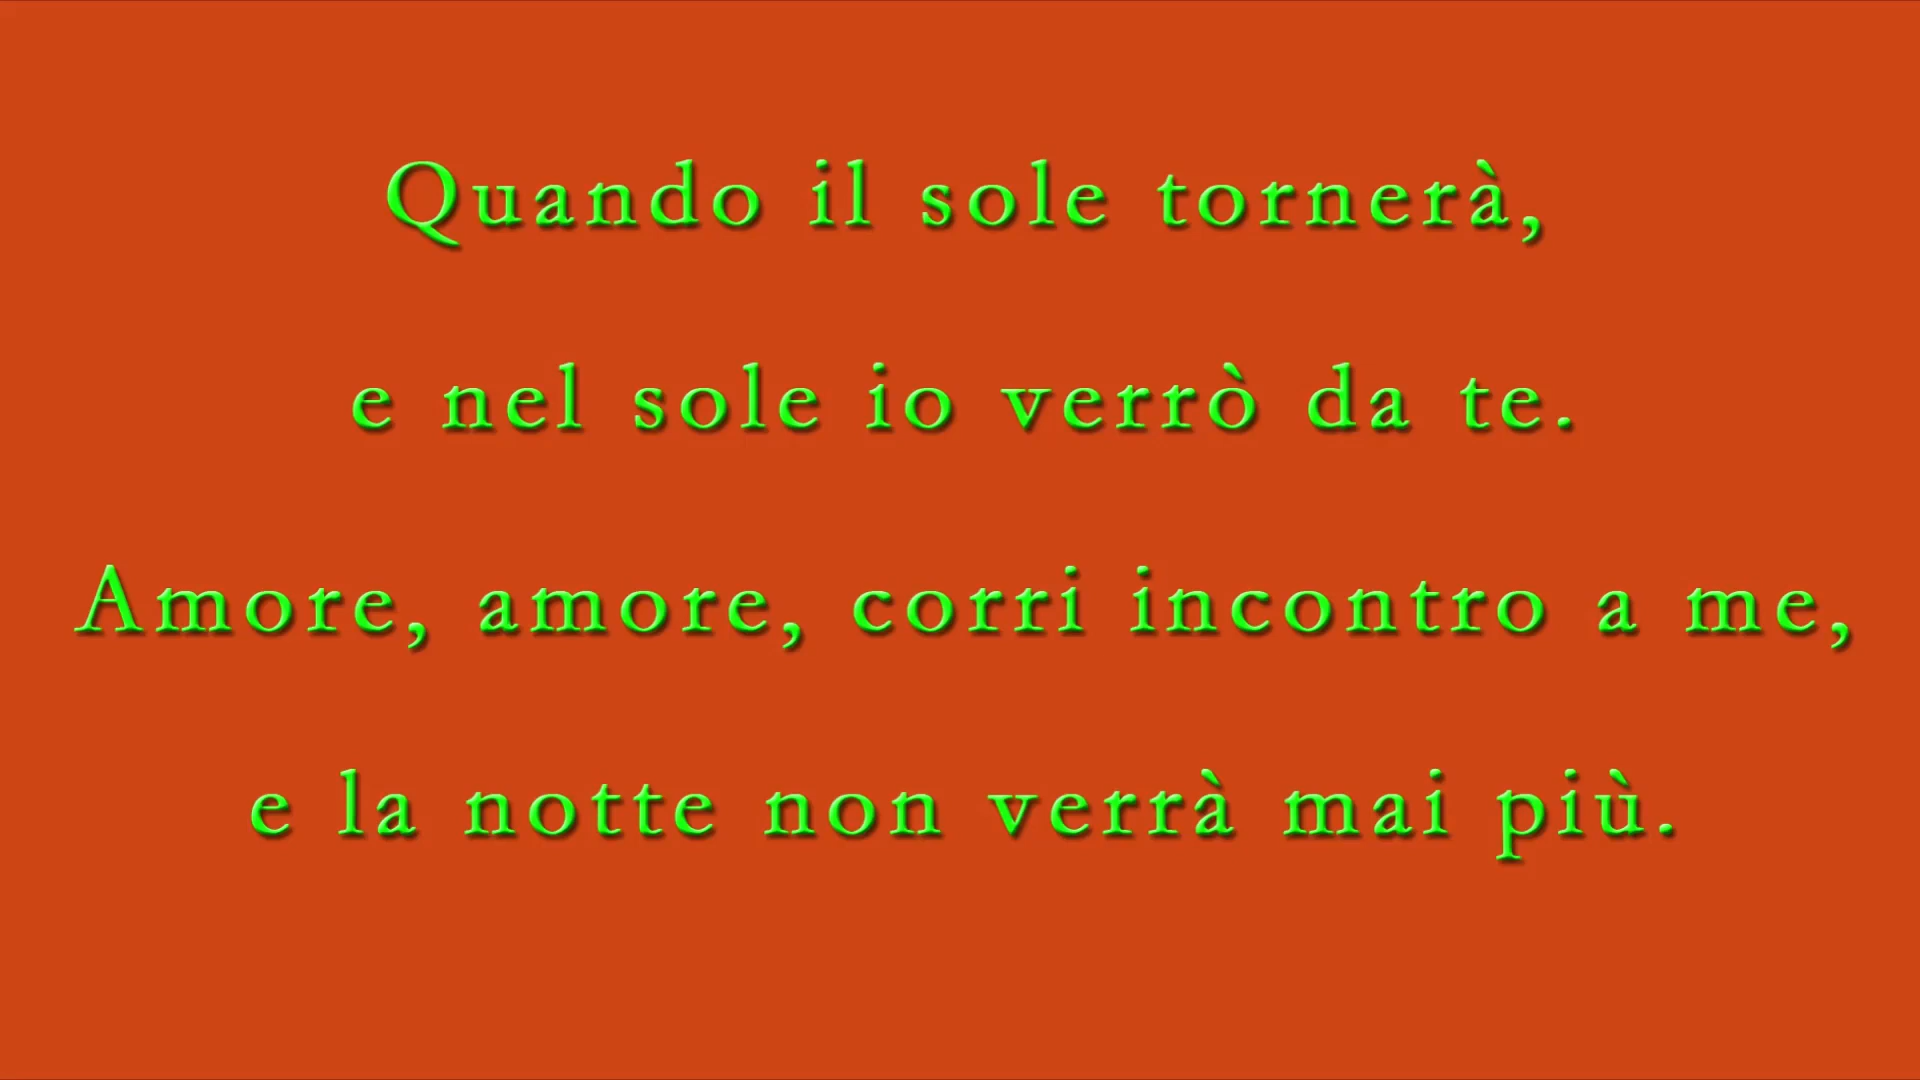 Quando il sole tornerà,
e nel sole io verrò da te.
Amore, amore, corri incontro a me,
e la notte non verrà mai più.